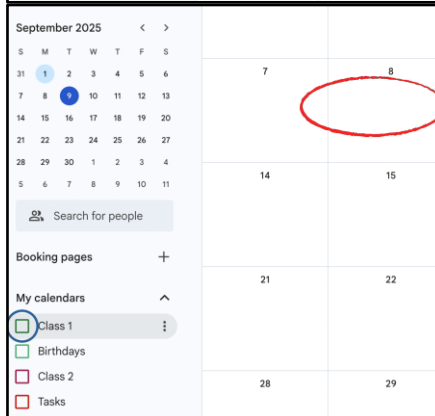 September 2025 < >
S M T W T F S
31 1 2 3 4 5 6
7 8 9 10 11 12 13
14 15 16 17 18 19 20
21 22 23 24 25 26 27
28 29 30 1 2 3 4
5 6 7 8 9 10 11
Search for people
Booking pages +
My calendars
Class 1
Birthdays
Class 2
Tasks
7 8
14 15
21 22
28 29